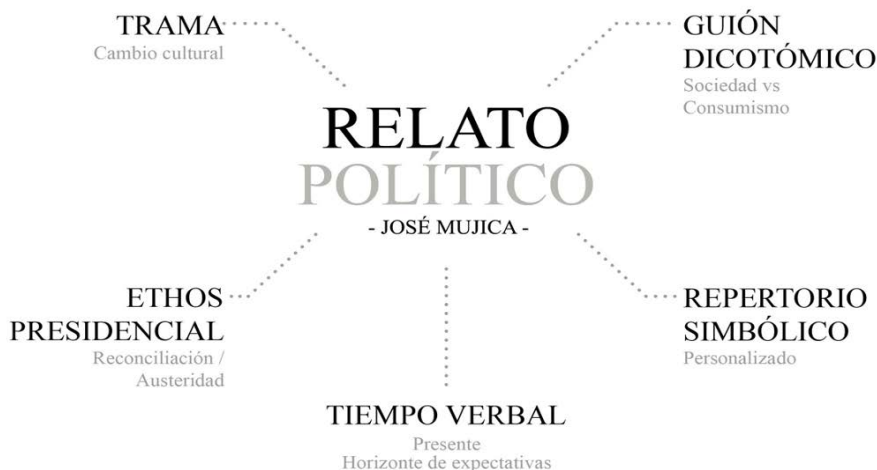 TRAMA
Cambio cultural
GUIÓN
DICOTÓMICO
Sociedad vs
Consumismo
RELATO
POLÍTICO
- JOSÉ MUJICA -
ETHOS
PRESIDENCIAL
Reconciliación /
Austeridad
REPERTORIO
SIMBÓLICO
Personalizado
TIEMPO VERBAL
Presente
Horizonte de expectativas